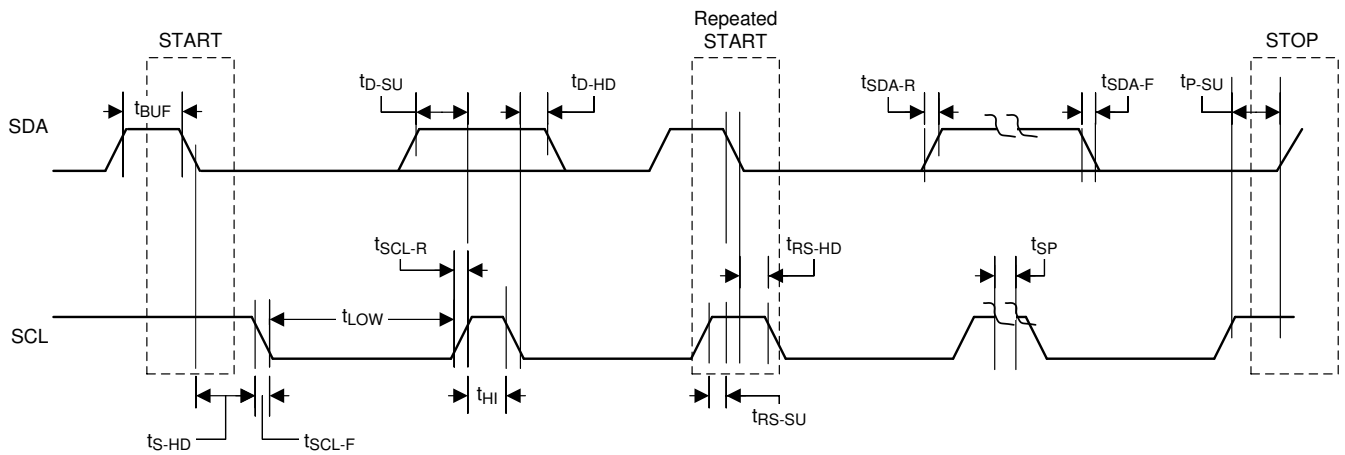 START
Repeated
START
STOP
tBUF
tD-SU
tD-HD
tSDA-R
tSDA-F
tP-SU
SDA
tSCL-R
tRS-HD
tSP
tLOW
SCL
tHI
tRS-SU
tS-HD
tSCL-F